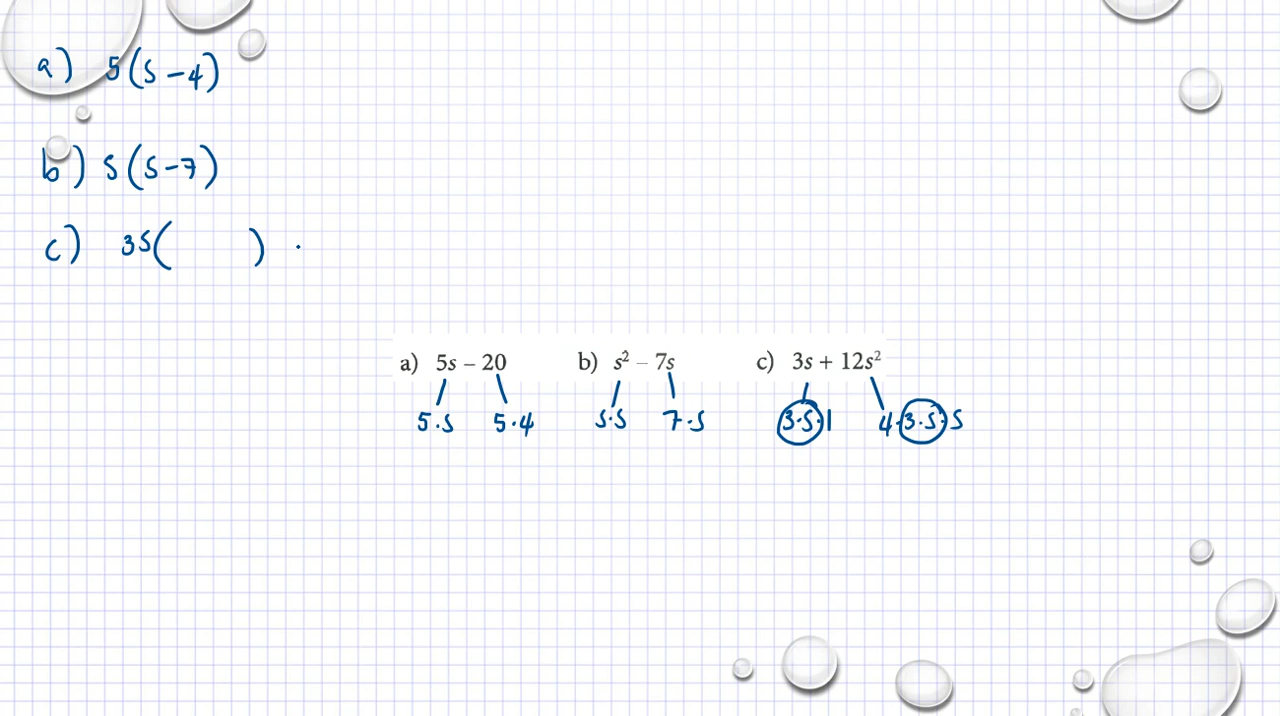 a) 5(s-4)
b) s(s-7)
c) 3s(   )
a) 5s – 20 b) s² – 7s c) 3s + 12s²
5·s 5·4 s·s 7·s 3·s·1 4·3·s·s